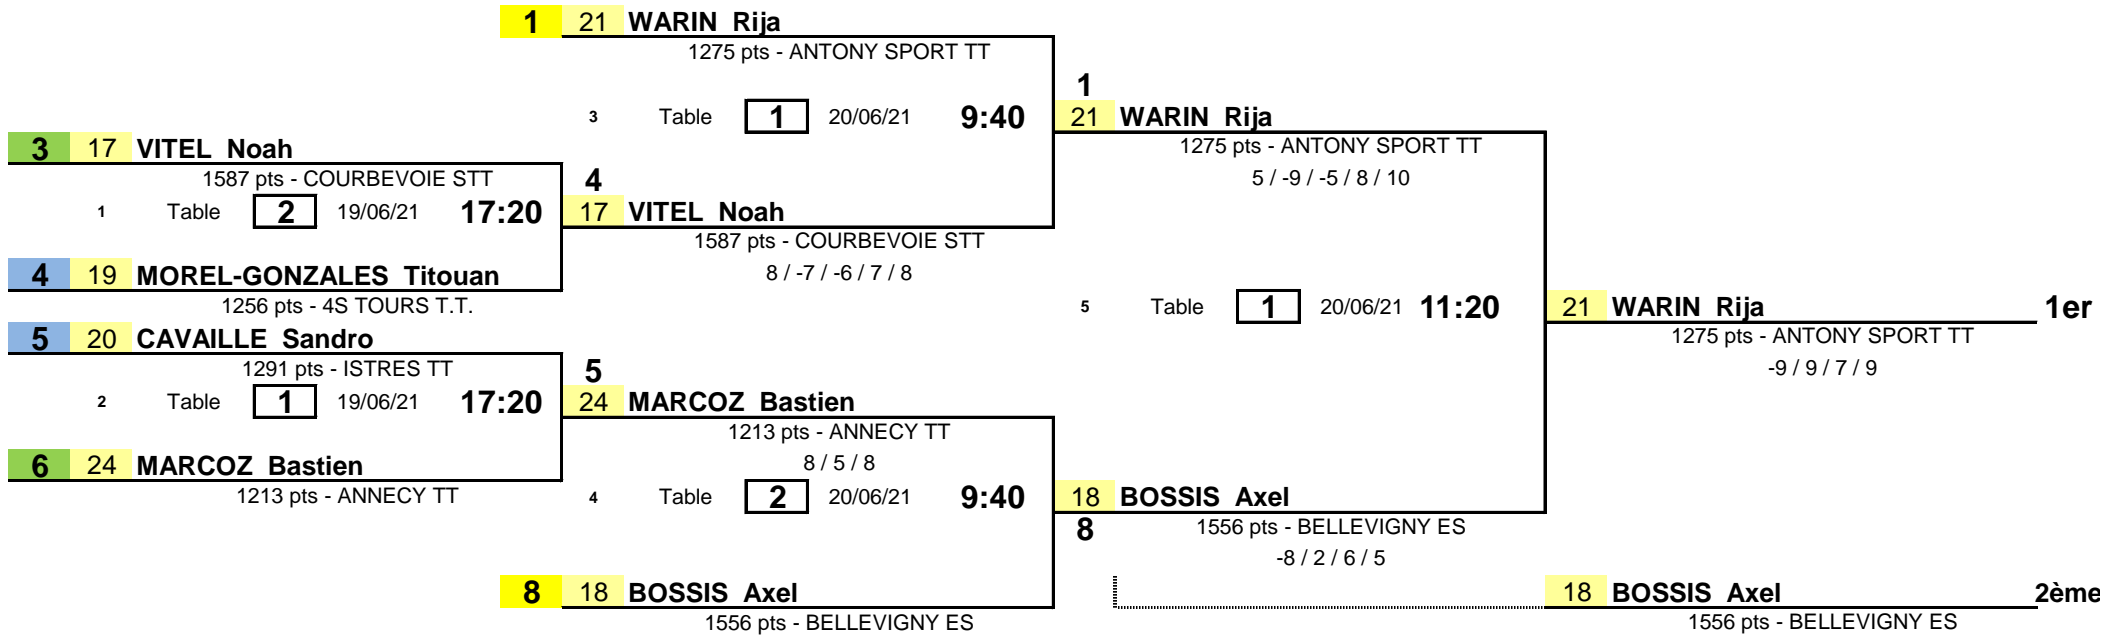 1 21 WARIN Rija
1275 pts - ANTONY SPORT TT
1
3 Table 1 20/06/21 9:40 21 WARIN Rija
3 17 VITEL Noah 1275 pts - ANTONY SPORT TT
1587 pts - COURBEVOIE STT 4 5 / -9 / -5 / 8 / 10
1 Table 2 19/06/21 17:20 17 VITEL Noah
1587 pts - COURBEVOIE STT
4 19 MOREL-GONZALES Titouan 8 / -7 / -6 / 7 / 8
1256 pts - 4S TOURS T.T. 5 Table 1 20/06/21 11:20 21 WARIN Rija 1er
5 20 CAVAILLE Sandro 1275 pts - ANTONY SPORT TT
1291 pts - ISTRES TT 5 -9 / 9 / 7 / 9
2 Table 1 19/06/21 17:20 24 MARCOZ Bastien
1213 pts - ANNECY TT
6 24 MARCOZ Bastien 8 / 5 / 8
1213 pts - ANNECY TT 4 Table 2 20/06/21 9:40 18 BOSSIS Axel
8 1556 pts - BELLEVIGNY ES
-8 / 2 / 6 / 5
8 18 BOSSIS Axel 18 BOSSIS Axel 2ème
1556 pts - BELLEVIGNY ES 1556 pts - BELLEVIGNY ES